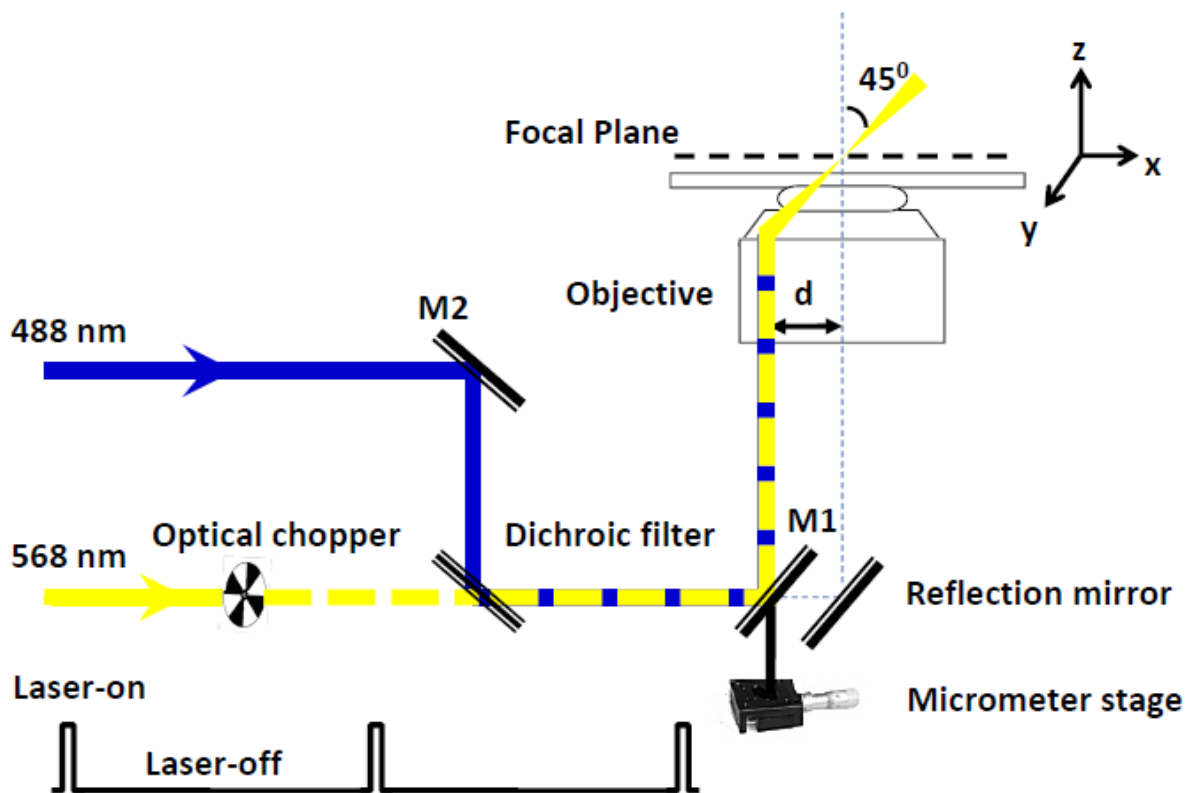 45⁰
z
Focal Plane
x
y
Objective
d
M2
488 nm
M1
Optical chopper
Dichroic filter
568 nm
Reflection mirror
Laser-on
Micrometer stage
Laser-off